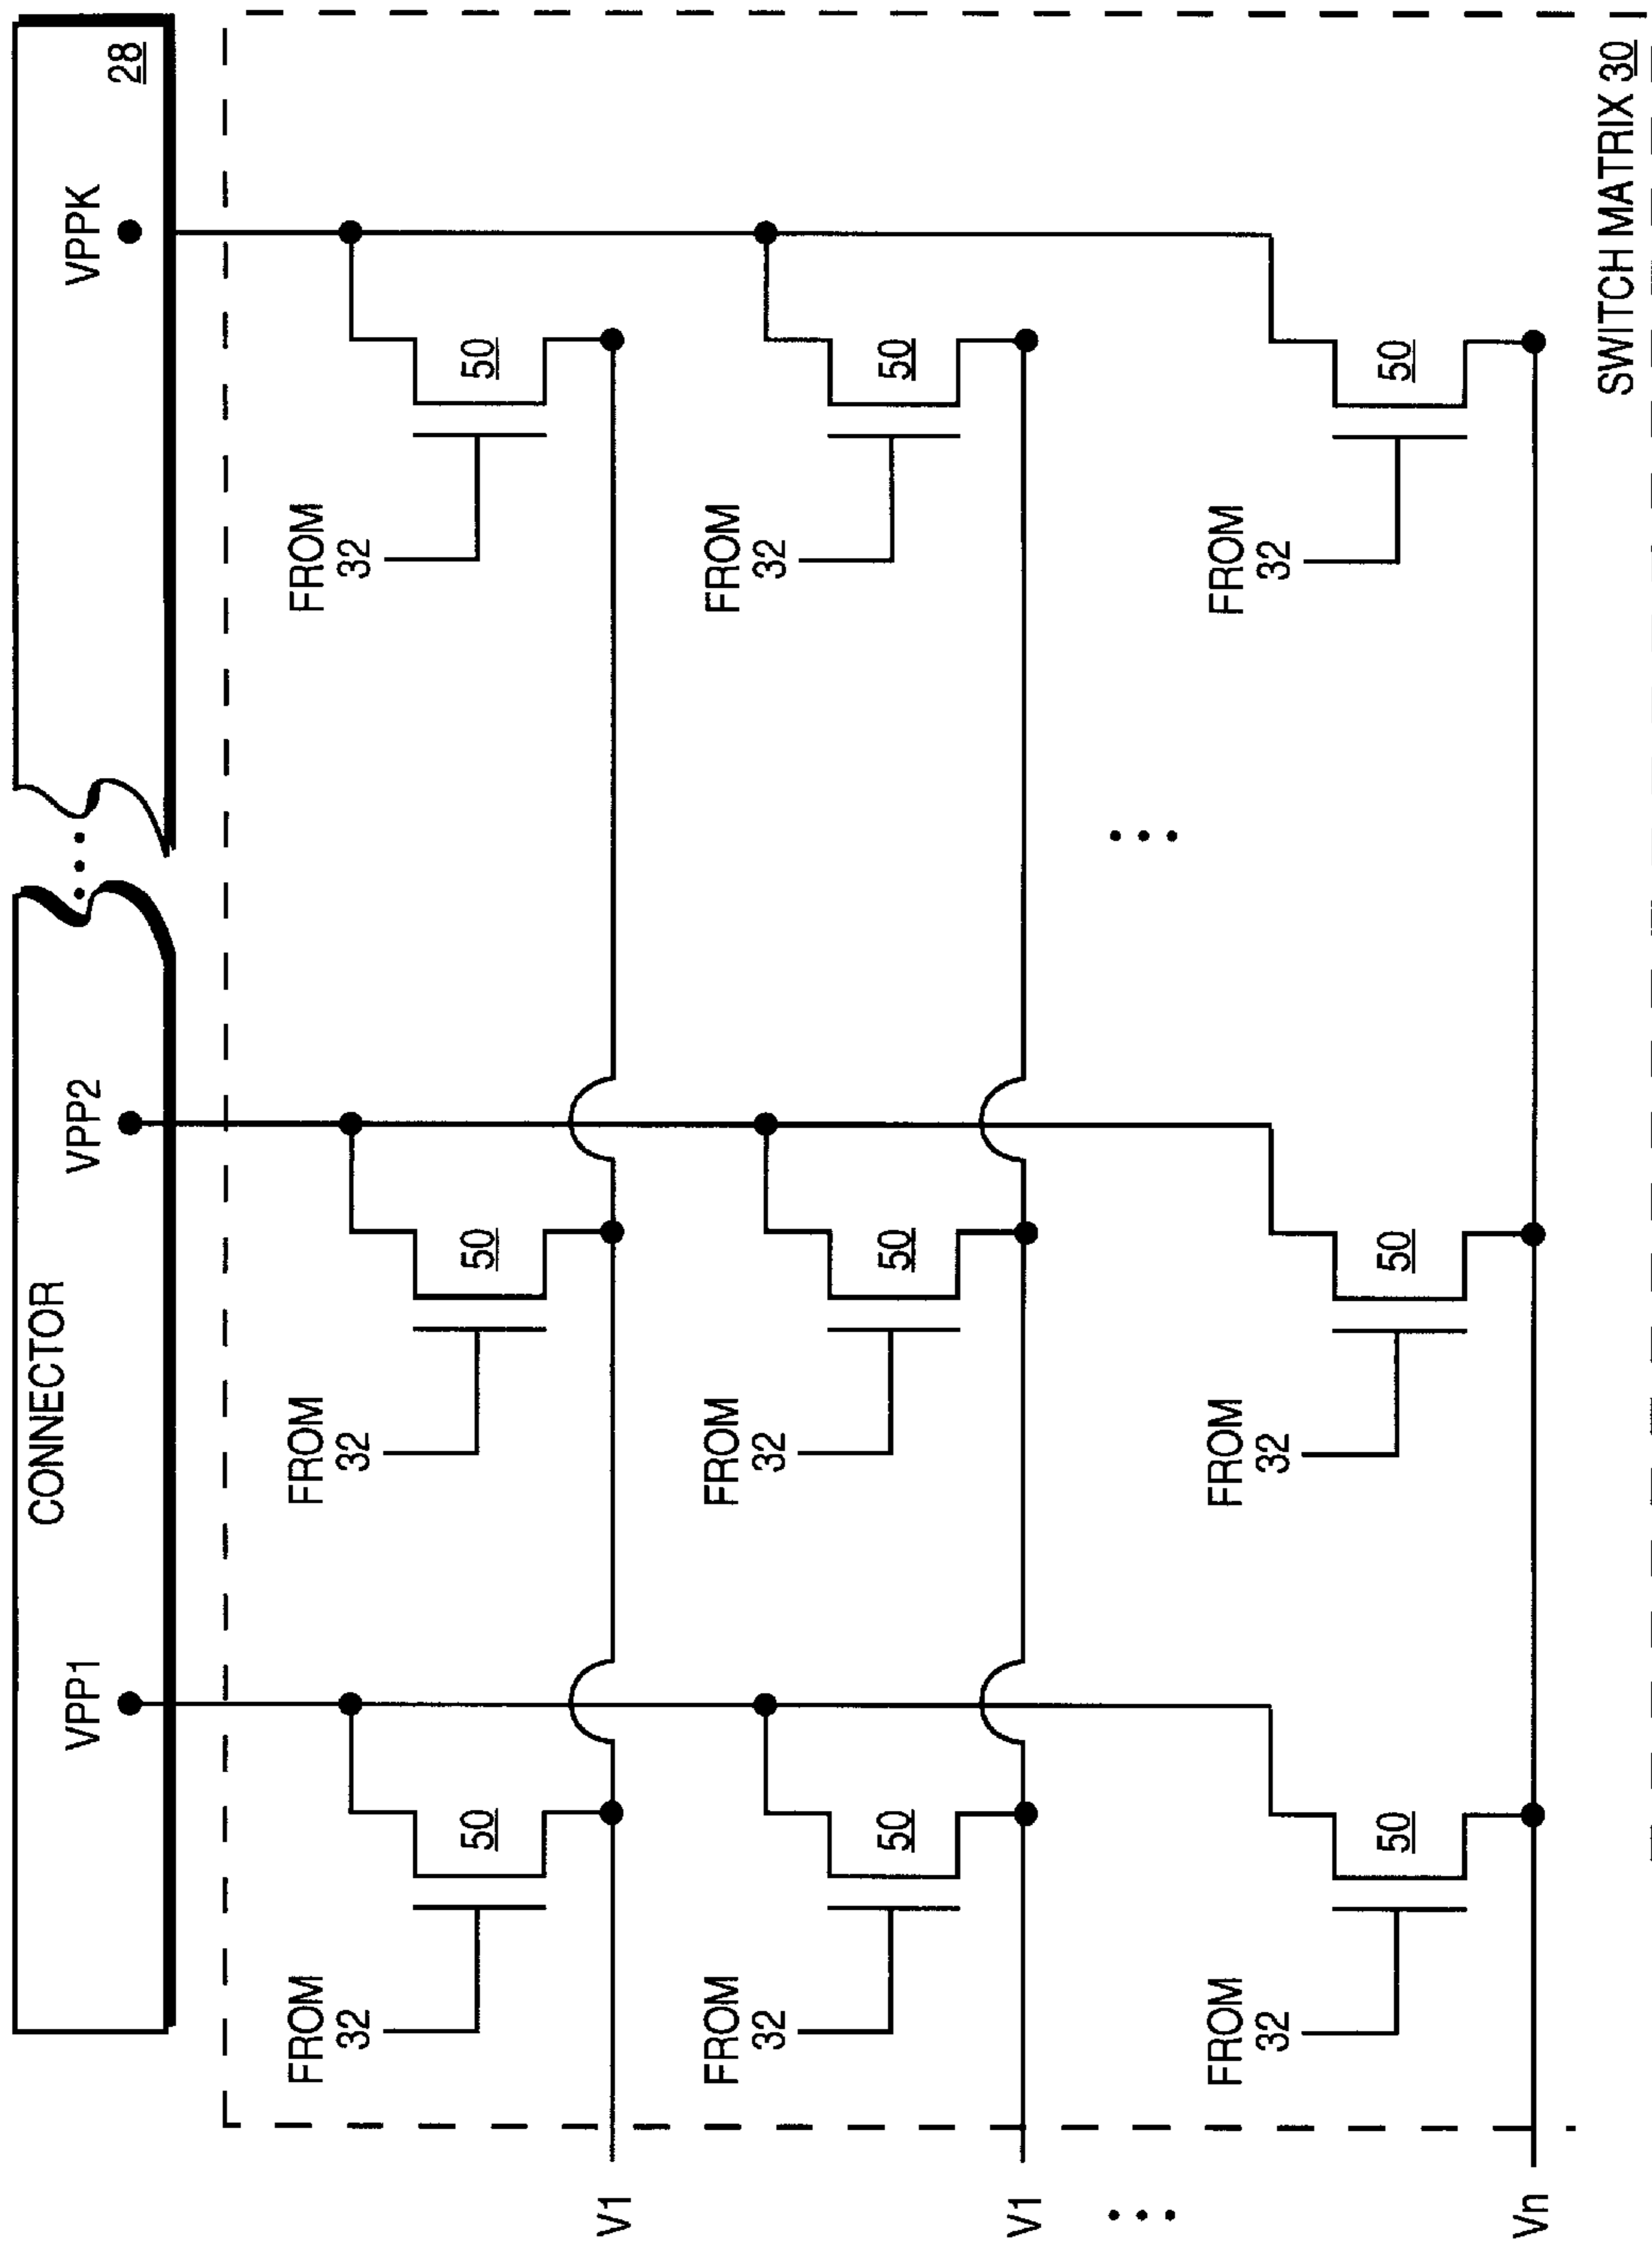 CONNECTOR
28
VPP1 VPP2 ... VPPK
FROM 32 50 FROM 32 50 FROM 32 50
V1
FROM 32 50 FROM 32 50 FROM 32 50
V1
FROM 32 50 FROM 32 50 FROM 32 50
Vn
SWITCH MATRIX 30